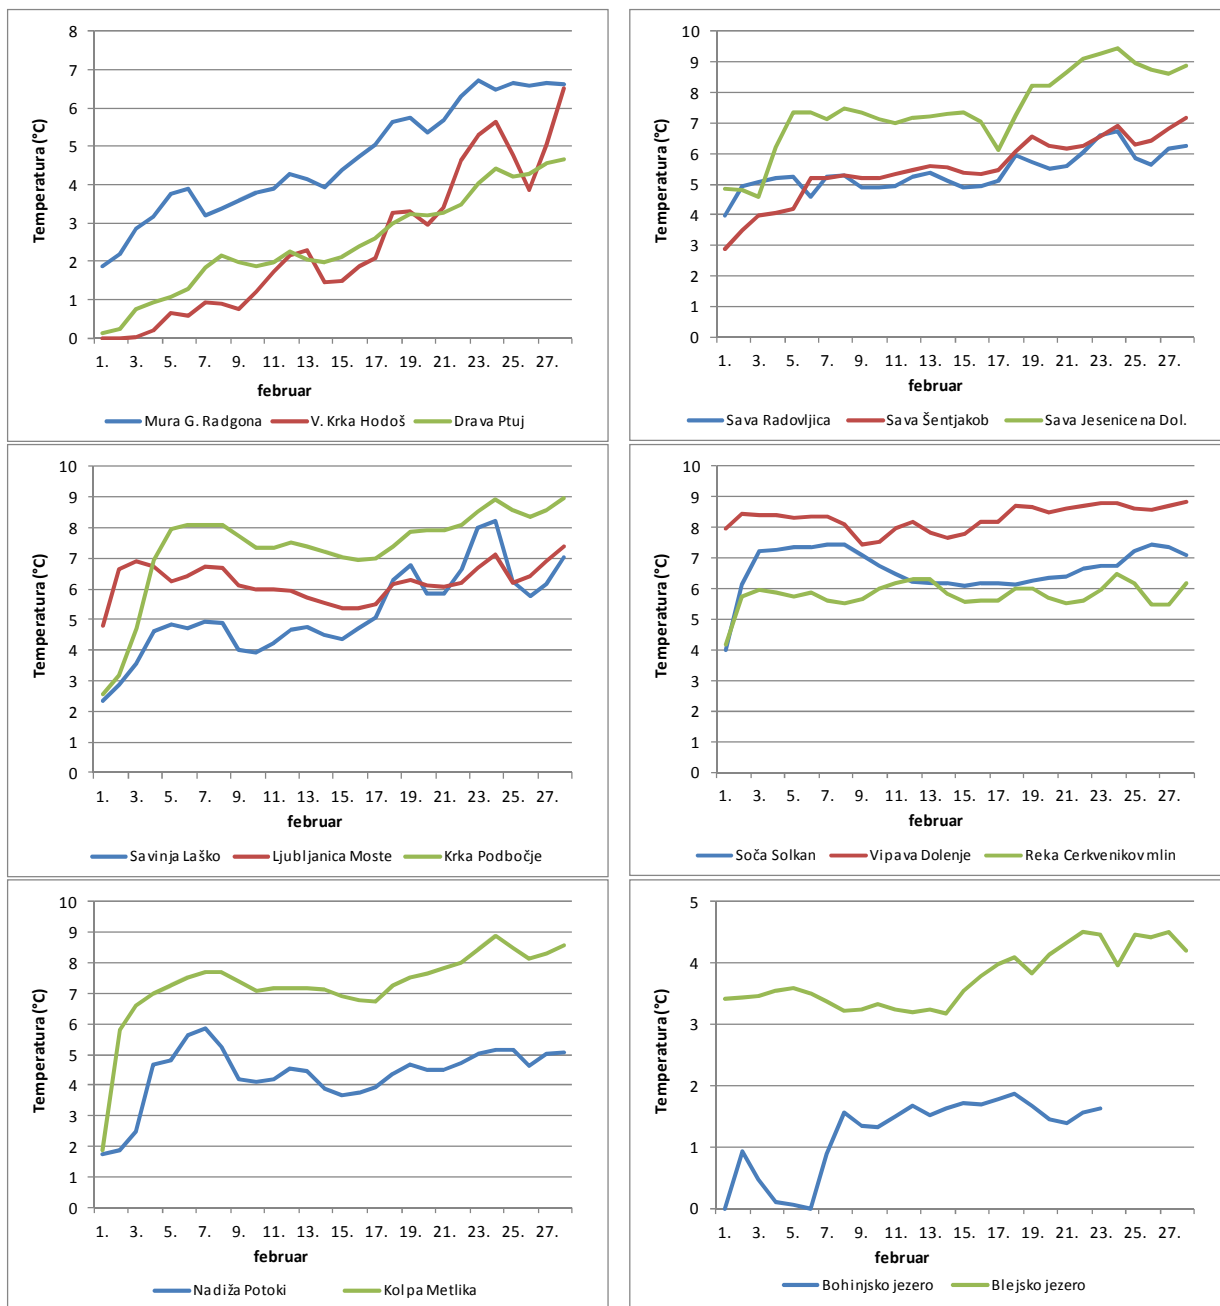 8
7
6
5
4
3
2
1
0
Temperatura (°C)
1. 3. 5. 7. 9. 11. 13. 15. 17. 19. 21. 23. 25. 27.
februar
Mura G. Radgona V. Krka Hodoš Drava Ptuj
10
9
8
7
6
5
4
3
2
1
0
Temperatura (°C)
1. 3. 5. 7. 9. 11. 13. 15. 17. 19. 21. 23. 25. 27.
februar
Sava Radovljica Sava Šentjakob Sava Jesenice na Dol.
10
9
8
7
6
5
4
3
2
1
0
Temperatura (°C)
1. 3. 5. 7. 9. 11. 13. 15. 17. 19. 21. 23. 25. 27.
februar
Savinja Laško Ljubljanica Moste Krka Podbočje
10
9
8
7
6
5
4
3
2
1
0
Temperatura (°C)
1. 3. 5. 7. 9. 11. 13. 15. 17. 19. 21. 23. 25. 27.
februar
Soča Solkan Vipava Dolenje Reka Cerkvenikov mlin
10
9
8
7
6
5
4
3
2
1
0
Temperatura (°C)
1. 3. 5. 7. 9. 11. 13. 15. 17. 19. 21. 23. 25. 27.
februar
Nadiža Potoki Kolpa Metlika
5
4
3
2
1
0
Temperatura (°C)
1. 3. 5. 7. 9. 11. 13. 15. 17. 19. 21. 23. 25. 27.
februar
Bohinjsko jezero Blejsko jezero